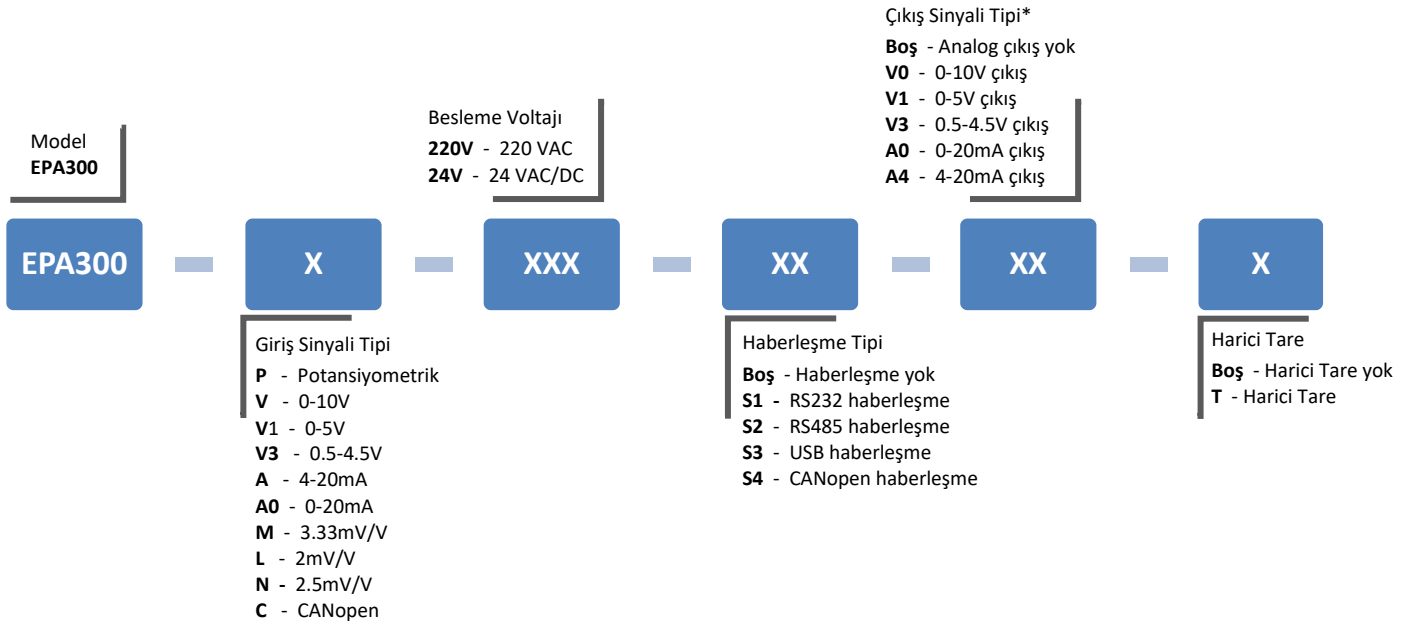 Çıkış Sinyali Tipi*
Boş - Analog çıkış yok
V0 - 0-10V çıkış
V1 - 0-5V çıkış
V3 - 0.5-4.5V çıkış
A0 - 0-20mA çıkış
A4 - 4-20mA çıkış
Besleme Voltajı
220V - 220 VAC
24V - 24 VAC/DC
Model
EPA300
EPA300 - X - XXX - XX - XX - X
Giriş Sinyali Tipi
P - Potansiyometrik
V - 0-10V
V1 - 0-5V
V3 - 0.5-4.5V
A - 4-20mA
A0 - 0-20mA
M - 3.33mV/V
L - 2mV/V
N - 2.5mV/V
C - CANopen
Haberleşme Tipi
Boş - Haberleşme yok
S1 - RS232 haberleşme
S2 - RS485 haberleşme
S3 - USB haberleşme
S4 - CANopen haberleşme
Harici Tare
Boş - Harici Tare yok
T - Harici Tare